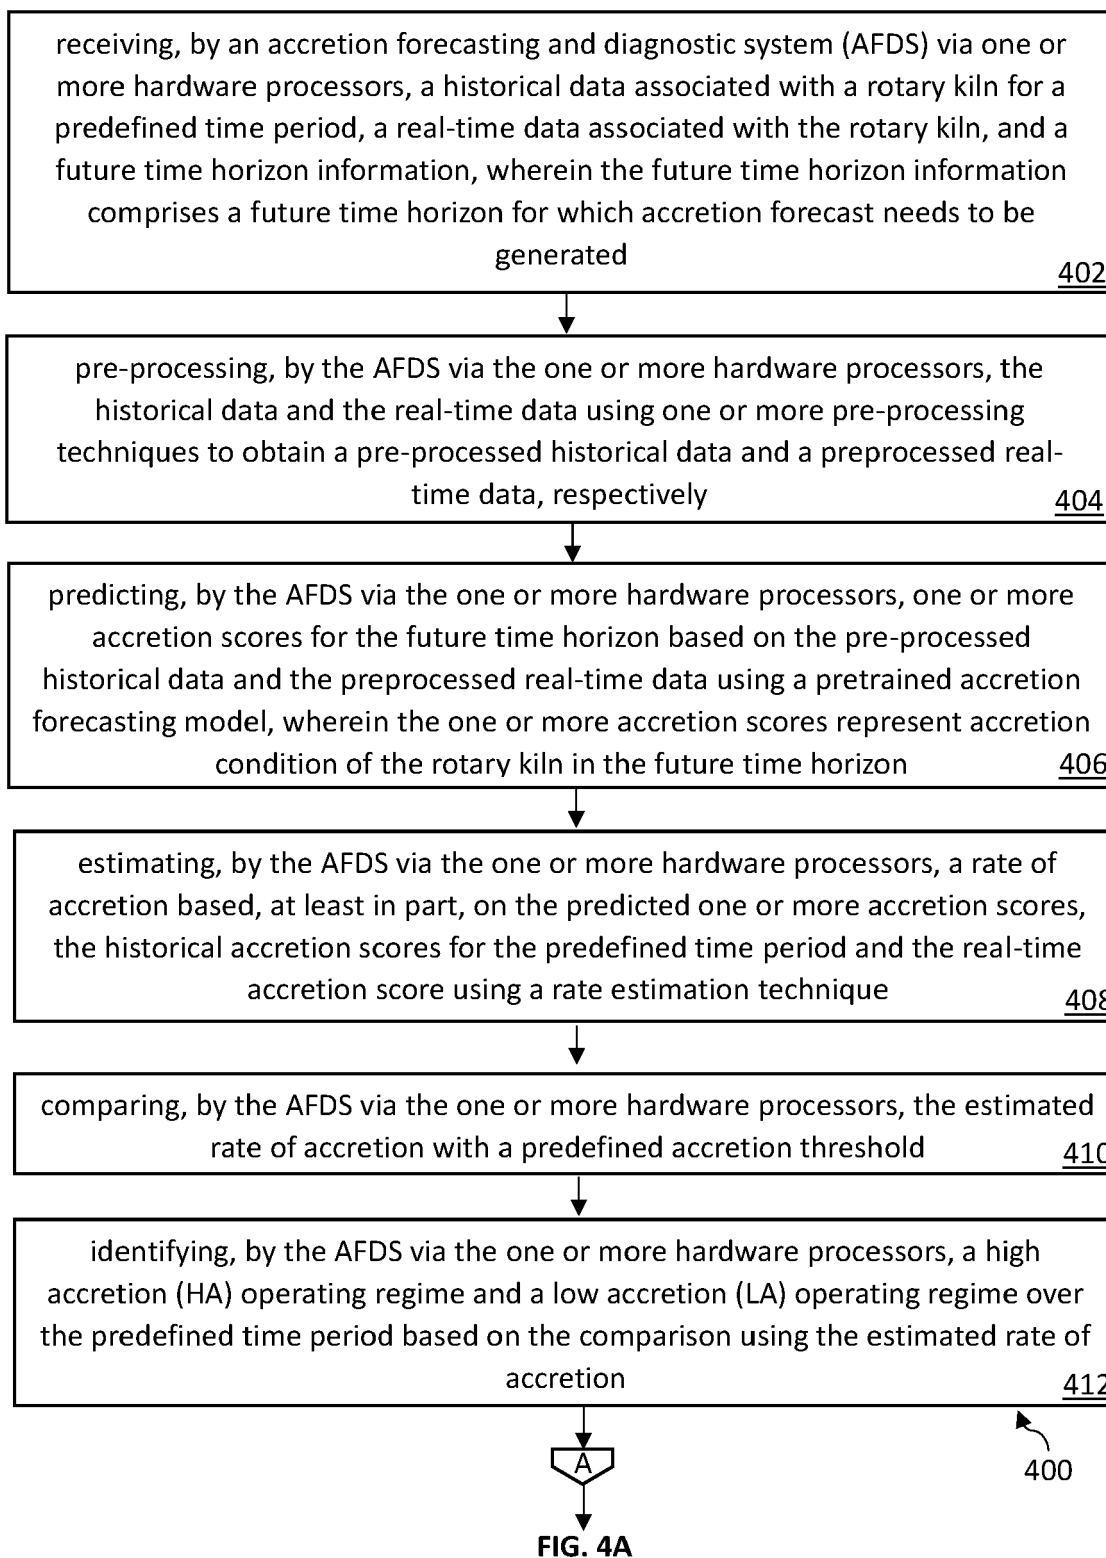 receiving, by an accretion forecasting and diagnostic system (AFDS) via one or
more hardware processors, a historical data associated with a rotary kiln for a
predefined time period, a real-time data associated with the rotary kiln, and a
future time horizon information, wherein the future time horizon information
comprises a future time horizon for which accretion forecast needs to be
generated
402
pre-processing, by the AFDS via the one or more hardware processors, the
historical data and the real-time data using one or more pre-processing
techniques to obtain a pre-processed historical data and a preprocessed real-
time data, respectively
404
predicting, by the AFDS via the one or more hardware processors, one or more
accretion scores for the future time horizon based on the pre-processed
historical data and the preprocessed real-time data using a pretrained accretion
forecasting model, wherein the one or more accretion scores represent accretion
condition of the rotary kiln in the future time horizon
406
estimating, by the AFDS via the one or more hardware processors, a rate of
accretion based, at least in part, on the predicted one or more accretion scores,
the historical accretion scores for the predefined time period and the real-time
accretion score using a rate estimation technique
408
comparing, by the AFDS via the one or more hardware processors, the estimated
rate of accretion with a predefined accretion threshold
410
identifying, by the AFDS via the one or more hardware processors, a high
accretion (HA) operating regime and a low accretion (LA) operating regime over
the predefined time period based on the comparison using the estimated rate of
accretion
412
A
400
FIG. 4A